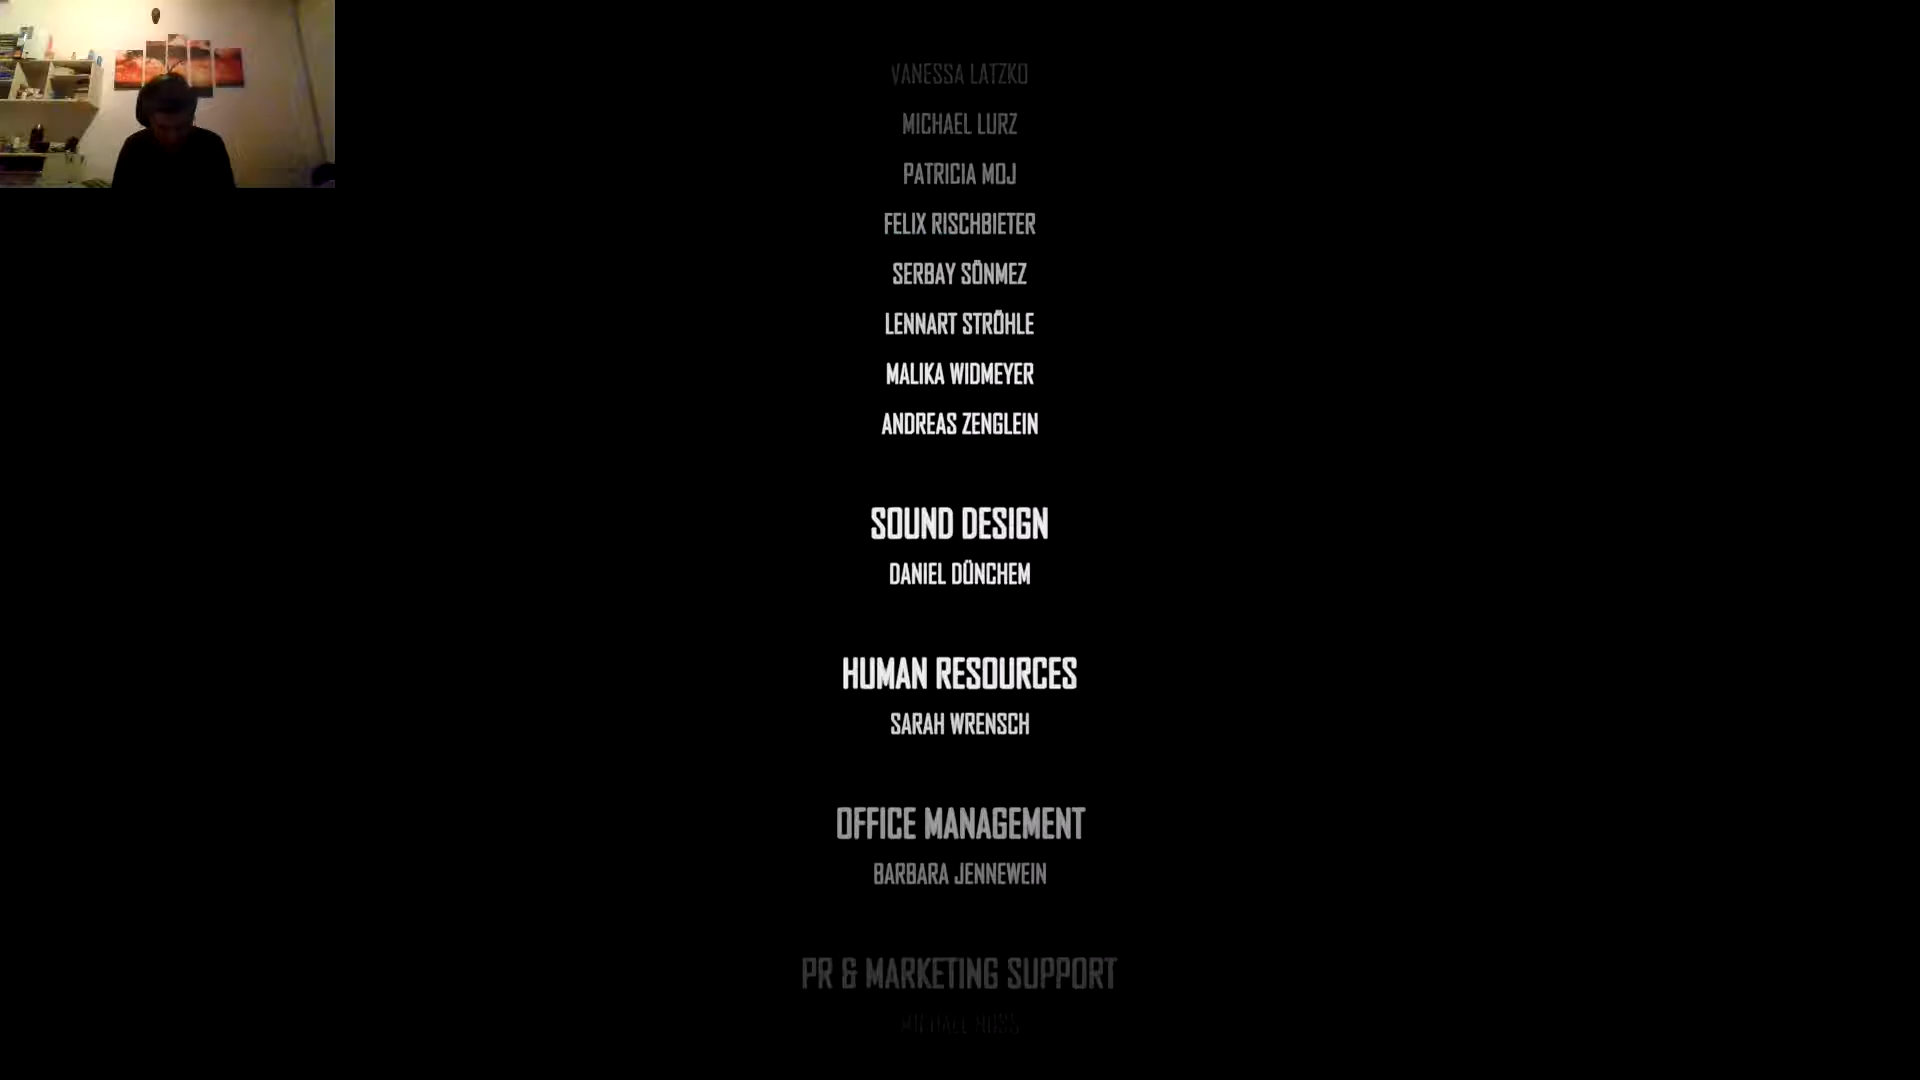 VANESSA LATZKO
MICHAEL LURZ
PATRICIA MOJ
FELIX RISCHBIETER
SERBAY SÖNMEZ
LENNART STRÖHLE
MALIKA WIDMEYER
ANDREAS ZENGLEIN
SOUND DESIGN
DANIEL DÜNCHEM
HUMAN RESOURCES
SARAH WRENSCH
OFFICE MANAGEMENT
BARBARA JENNEWEIN
PR & MARKETING SUPPORT
MICHAEL